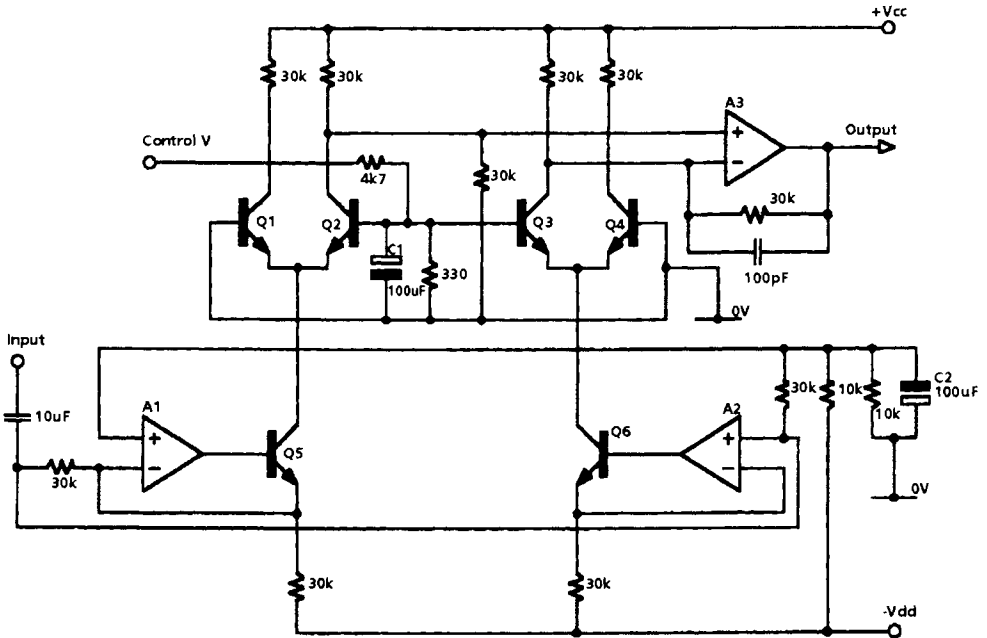 +Vcc
30k
30k
30k
30k
A3
+
−
Output
Control V
4k7
30k
30k
Q1
Q2
Q3
Q4
C1
100uF
330
100pF
0V
Input
10uF
A1
+
−
30k
Q5
Q6
A2
+
−
30k
10k
10k
C2
100uF
0V
30k
30k
-Vdd